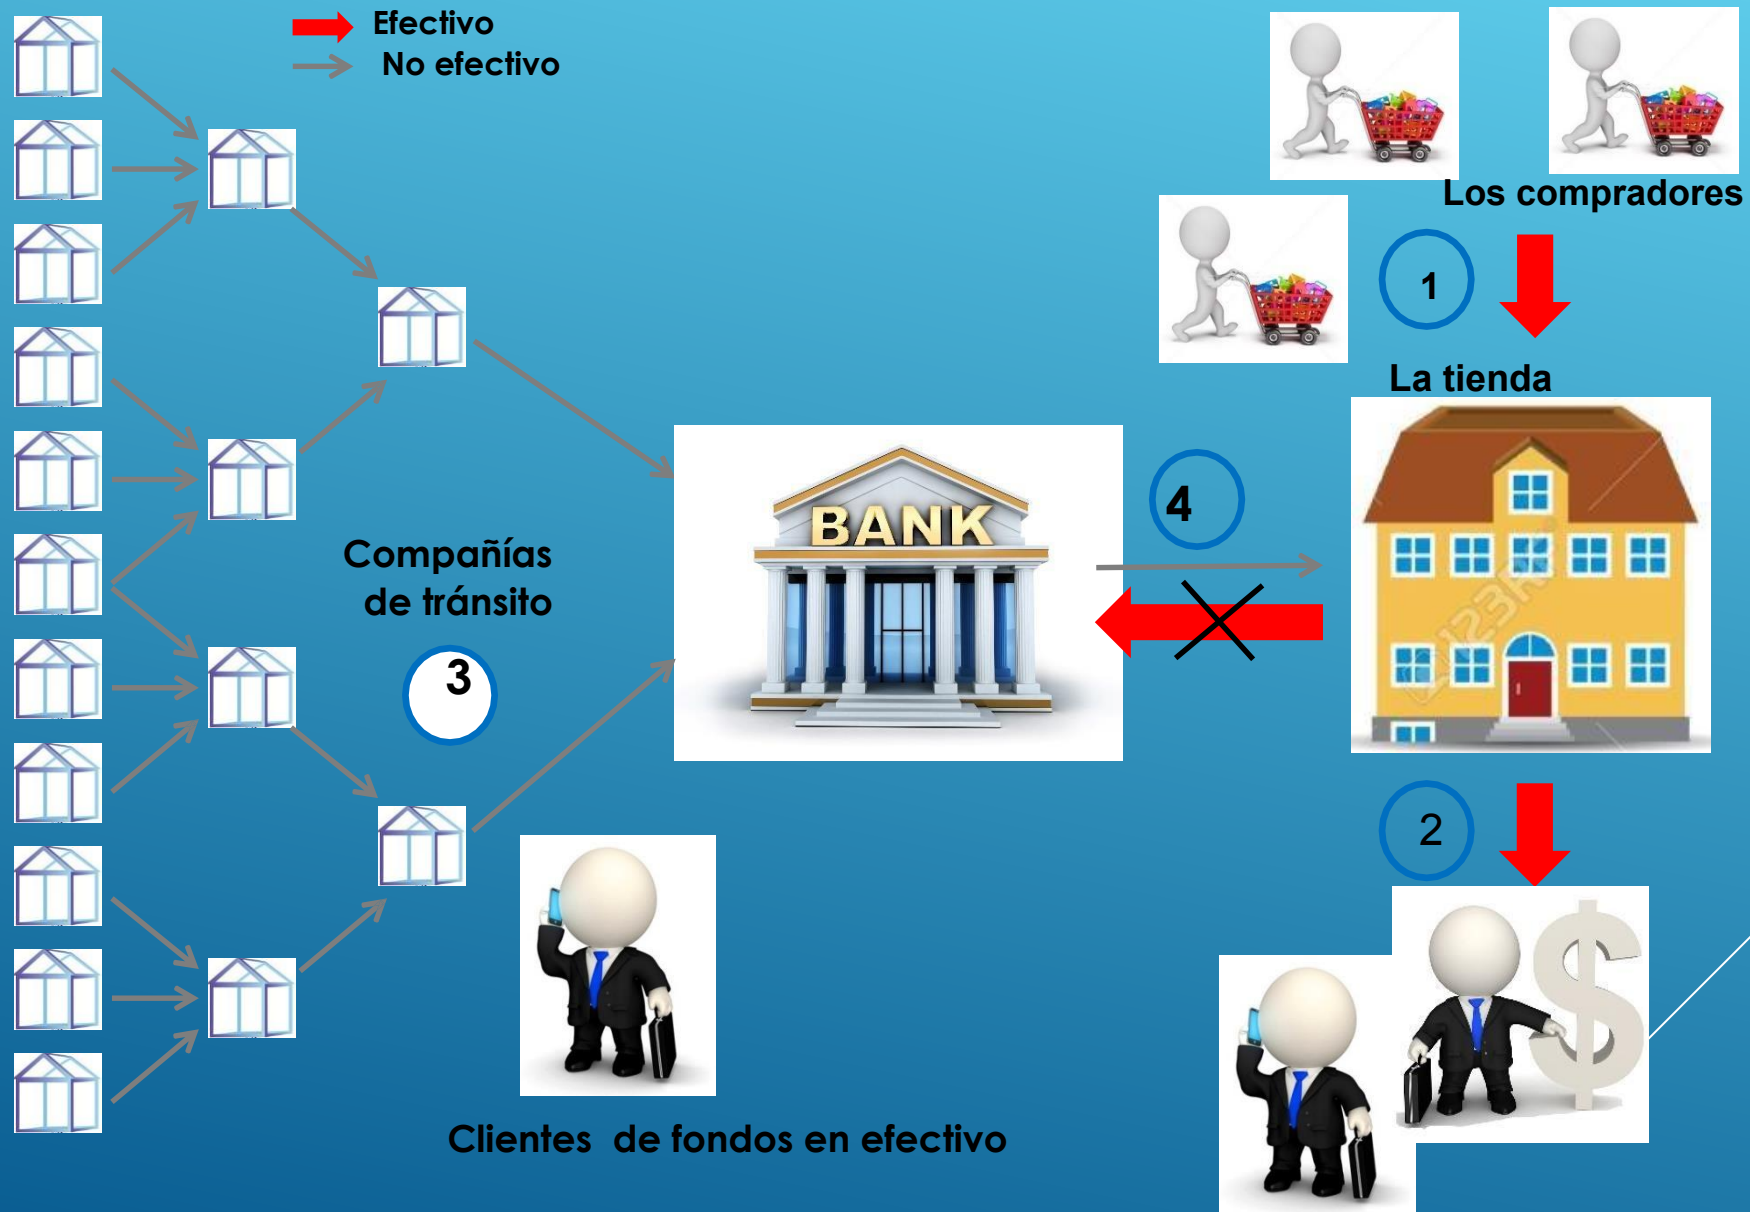 Efectivo
No efectivo
Los compradores
1
La tienda
BANK
4
Compañías
de tránsito
3
2
Clientes de fondos en efectivo
123RF